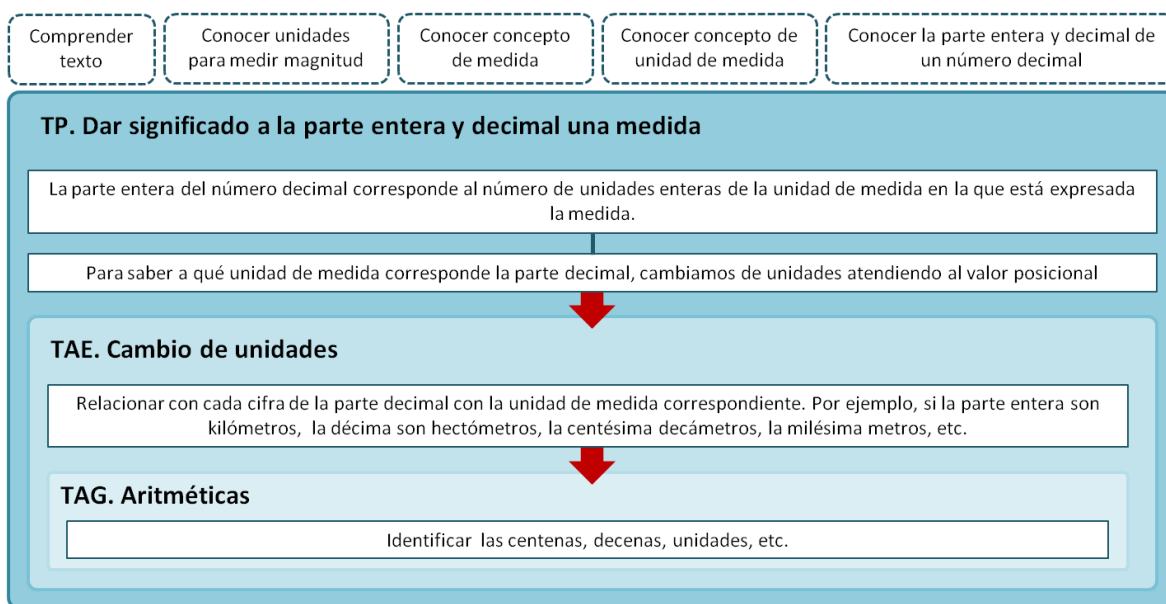 Comprender
texto
Conocer unidades
para medir magnitud
Conocer concepto
de medida
Conocer concepto de
unidad de medida
Conocer la parte entera y decimal de
un número decimal
TP. Dar significado a la parte entera y decimal una medida
La parte entera del número decimal corresponde al número de unidades enteras de la unidad de medida en la que está expresada
la medida.
Para saber a qué unidad de medida corresponde la parte decimal, cambiamos de unidades atendiendo al valor posicional
TAE. Cambio de unidades
Relacionar con cada cifra de la parte decimal con la unidad de medida correspondiente. Por ejemplo, si la parte entera son
kilómetros, la décima son hectómetros, la centésima decámetros, la milésima metros, etc.
TAG. Aritméticas
Identificar las centenas, decenas, unidades, etc.